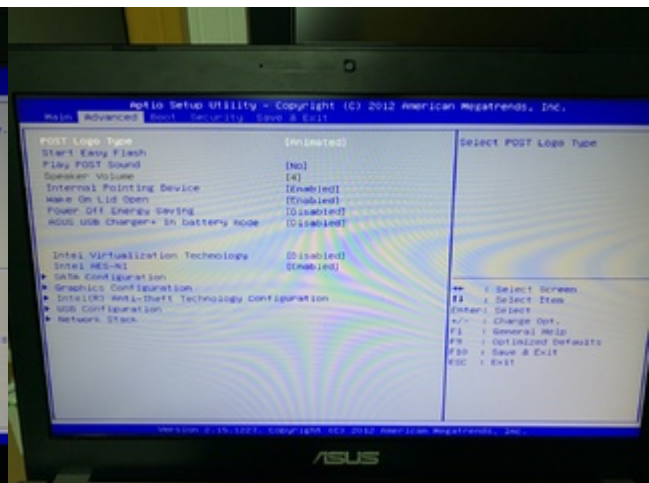 Aptio Setup Utility - Copyright (C) 2012 American Megatrends, Inc.
Main Advanced Boot Security Save & Exit
POST Logo Type [Animated]
Start Easy Flash
Play POST Sound [No]
Speaker Volume [4]
Internal Pointing Device [Enabled]
Wake On Lid Open [Enabled]
Power Off Energy Saving [Disabled]
ASUS USB Charger+ in battery mode [Disabled]
Intel Virtualization Technology [Disabled]
Intel AES-NI [Enabled]
SATA Configuration
Graphics Configuration
Intel(R) Anti-Theft Technology Configuration
USB Configuration
Network Stack
Select POST Logo Type
: Select Screen
: Select Item
Enter: Select
+/- : Change Opt.
F1 : General Help
F9 : Optimized Defaults
F10 : Save & Exit
ESC : Exit
Version 2.15.1227. Copyright (C) 2012 American Megatrends, Inc.
ASUS